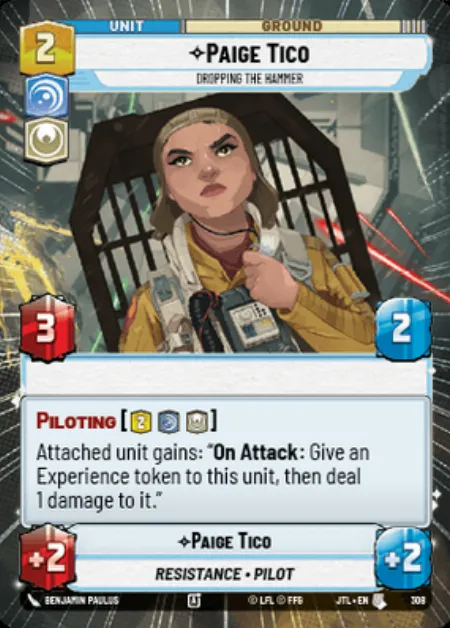 UNIT GROUND
2 PAIGE TICO
DROPPING THE HAMMER
3 2
PILOTING [2]
Attached unit gains: “On Attack: Give an
Experience token to this unit, then deal
1 damage to it.”
PAIGE TICO
+2 +2
RESISTANCE • PILOT
BENJAMIN PAULUS © LFL © FFG JTL • EN 308